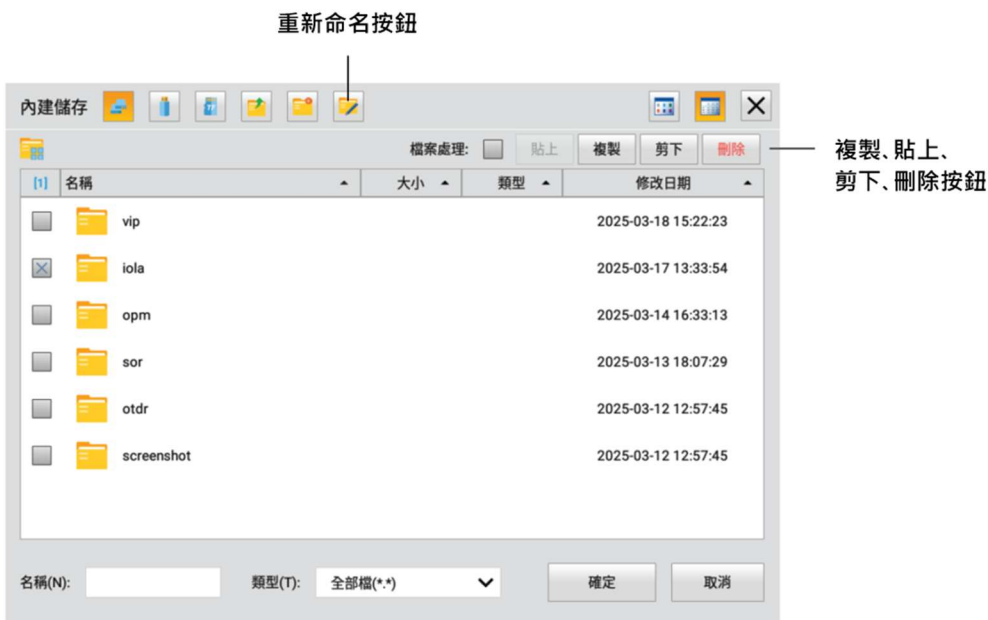 重新命名按鈕
內建儲存
檔案處理: 貼上 複製 剪下 刪除
複製、貼上、
剪下、刪除按鈕
[1] 名稱 大小 類型 修改日期
vip 2025-03-18 15:22:23
iola 2025-03-17 13:33:54
opm 2025-03-14 16:33:13
sor 2025-03-13 18:07:29
otdr 2025-03-12 12:57:45
screenshot 2025-03-12 12:57:45
名稱(N): 類型(T): 全部檔(*.*) 確定 取消